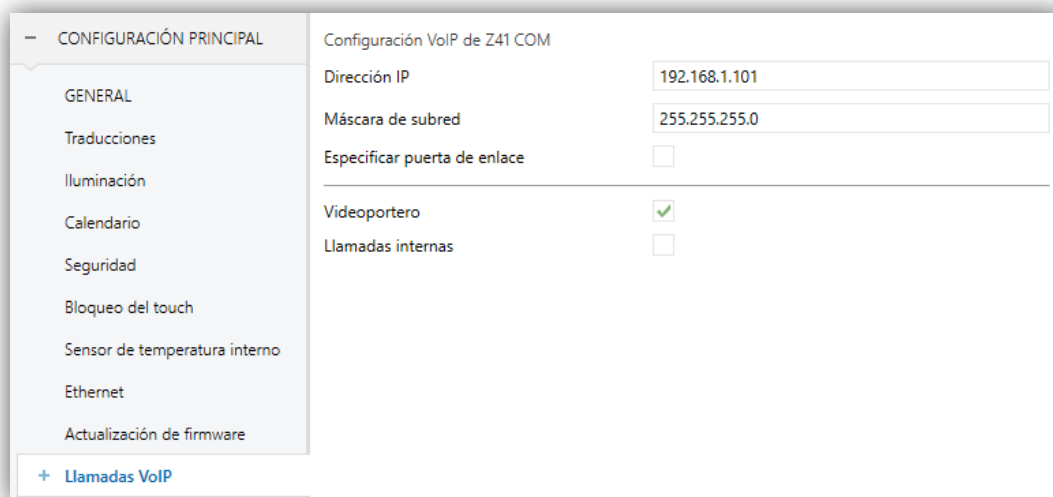 CONFIGURACIÓN PRINCIPAL
GENERAL
Traducciones
Iluminación
Calendario
Seguridad
Bloqueo del touch
Sensor de temperatura interno
Ethernet
Actualización de firmware
Llamadas VoIP
Configuración VoIP de Z41 COM
Dirección IP 192.168.1.101
Máscara de subred 255.255.255.0
Especificar puerta de enlace
Videoportero
Llamadas internas